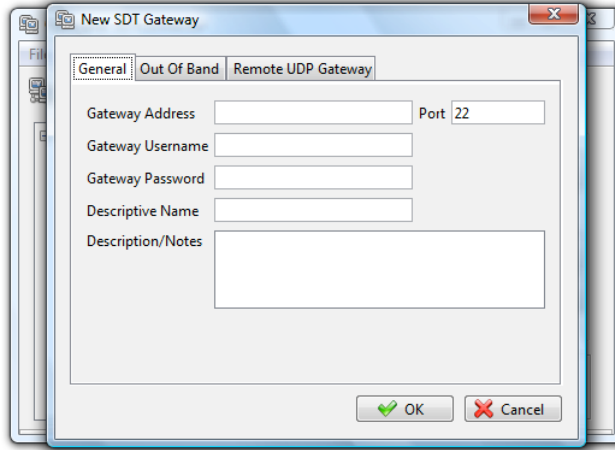 New SDT Gateway
General Out Of Band Remote UDP Gateway
Gateway Address Port 22
Gateway Username
Gateway Password
Descriptive Name
Description/Notes
OK Cancel